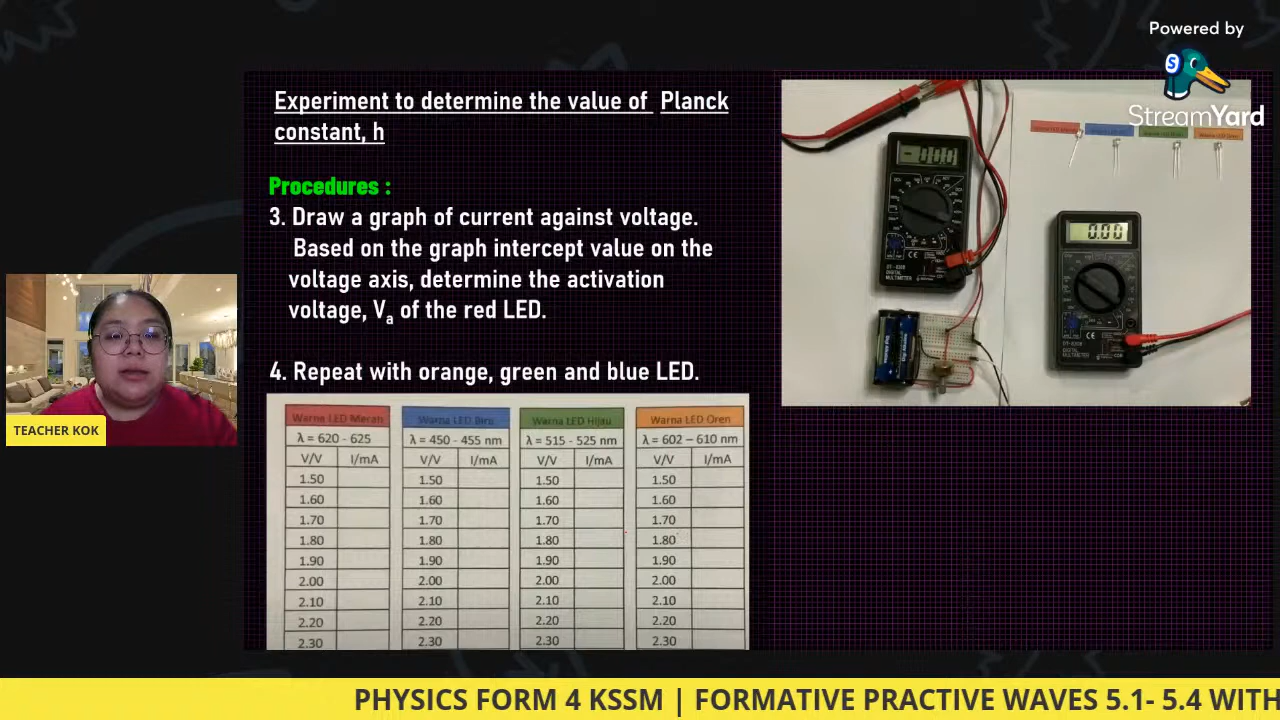 Powered by
StreamYard
Experiment to determine the value of Planck
constant, h
Procedures :
3. Draw a graph of current against voltage.
Based on the graph intercept value on the
voltage axis, determine the activation
voltage, Va of the red LED.
4. Repeat with orange, green and blue LED.
Warna LED Merah Warna LED Biru Warna LED Hijau Warna LED Oren
λ = 620 - 625 λ = 450 - 455 nm λ = 515 - 525 nm λ = 602 – 610 nm
V/V I/mA V/V I/mA V/V I/mA V/V I/mA
1.50 1.50 1.50 1.50
1.60 1.60 1.60 1.60
1.70 1.70 1.70 1.70
1.80 1.80 1.80 1.80
1.90 1.90 1.90 1.90
2.00 2.00 2.00 2.00
2.10 2.10 2.10 2.10
2.20 2.20 2.20 2.20
2.30 2.30 2.30 2.30
0.00
TEACHER KOK
PHYSICS FORM 4 KSSM | FORMATIVE PRACTIVE WAVES 5.1- 5.4 WITH